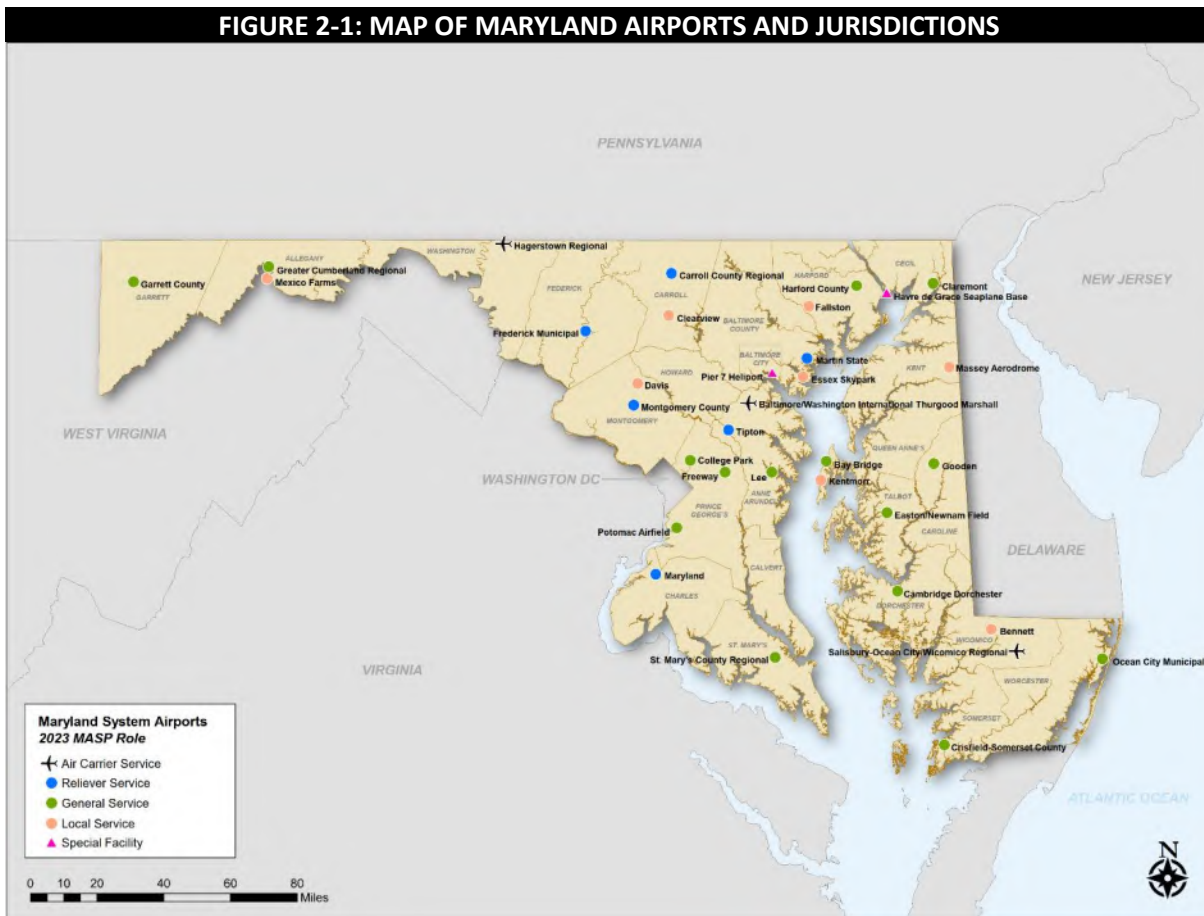 FIGURE 2-1: MAP OF MARYLAND AIRPORTS AND JURISDICTIONS
PENNSYLVANIA
NEW JERSEY
WASHINGTON
Hagerstown Regional
ALLEGANY
Greater Cumberland Regional
Mexico Farms
Garrett County
GARRETT
FEDERICK
Carroll County Regional
CARROLL
HARFORD
Harford County
CECIL
Claremont
Havre de Grace Seaplane Base
Fallston
Clearview
BALTIMORE
COUNTY
Frederick Municipal
BALTIMORE
CITY
Martin State
Pier 7 Heliport
Essex Skypark
KENT
Massey Aerodrome
HOWARD
Davis
Montgomery County
MONTGOMERY
Baltimore/Washington International Thurgood Marshall
Tipton
WEST VIRGINIA
WASHINGTON DC
College Park
Freeway
Lee
ANNE
ARUNDEL
Bay Bridge
Kentmorr
QUEEN ANNE'S
Gooden
TALBOT
Easton/Newnam Field
CAROLINE
PRINCE
GEORGE'S
Potomac Airfield
DELAWARE
Maryland
CALVERT
CHARLES
Cambridge Dorchester
DORCHESTER
ST. MARY'S
St. Mary's County Regional
WICOMICO
Bennett
Salisbury-Ocean City/Wicomico Regional
Ocean City Municipal
WORCESTER
SOMERSET
Crisfield-Somerset County
VIRGINIA
ATLANTIC OCEAN
Maryland System Airports
2023 MASP Role
Air Carrier Service
Reliever Service
General Service
Local Service
Special Facility
0 10 20 40 60 80
Miles
N